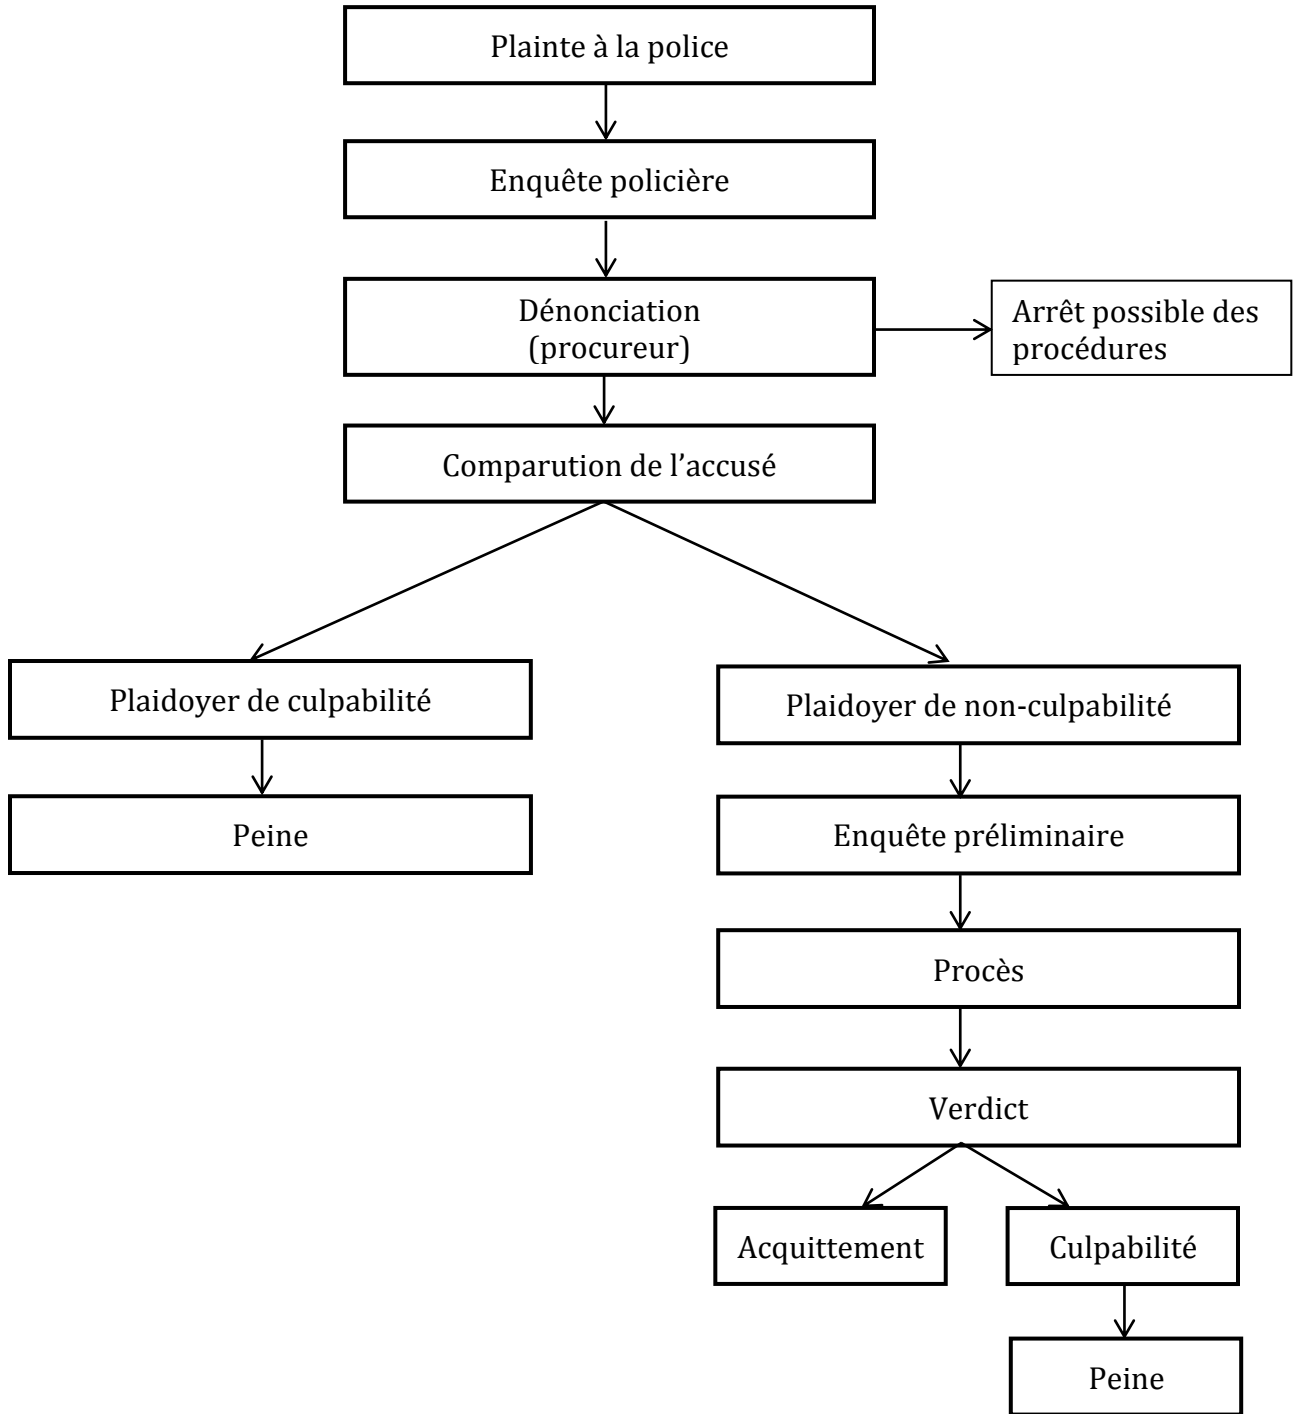 Plainte à la police
Enquête policière
Dénonciation
(procureur)
Arrêt possible des
procédures
Comparution de l’accusé
Plaidoyer de culpabilité
Plaidoyer de non-culpabilité
Peine
Enquête préliminaire
Procès
Verdict
Acquittement
Culpabilité
Peine